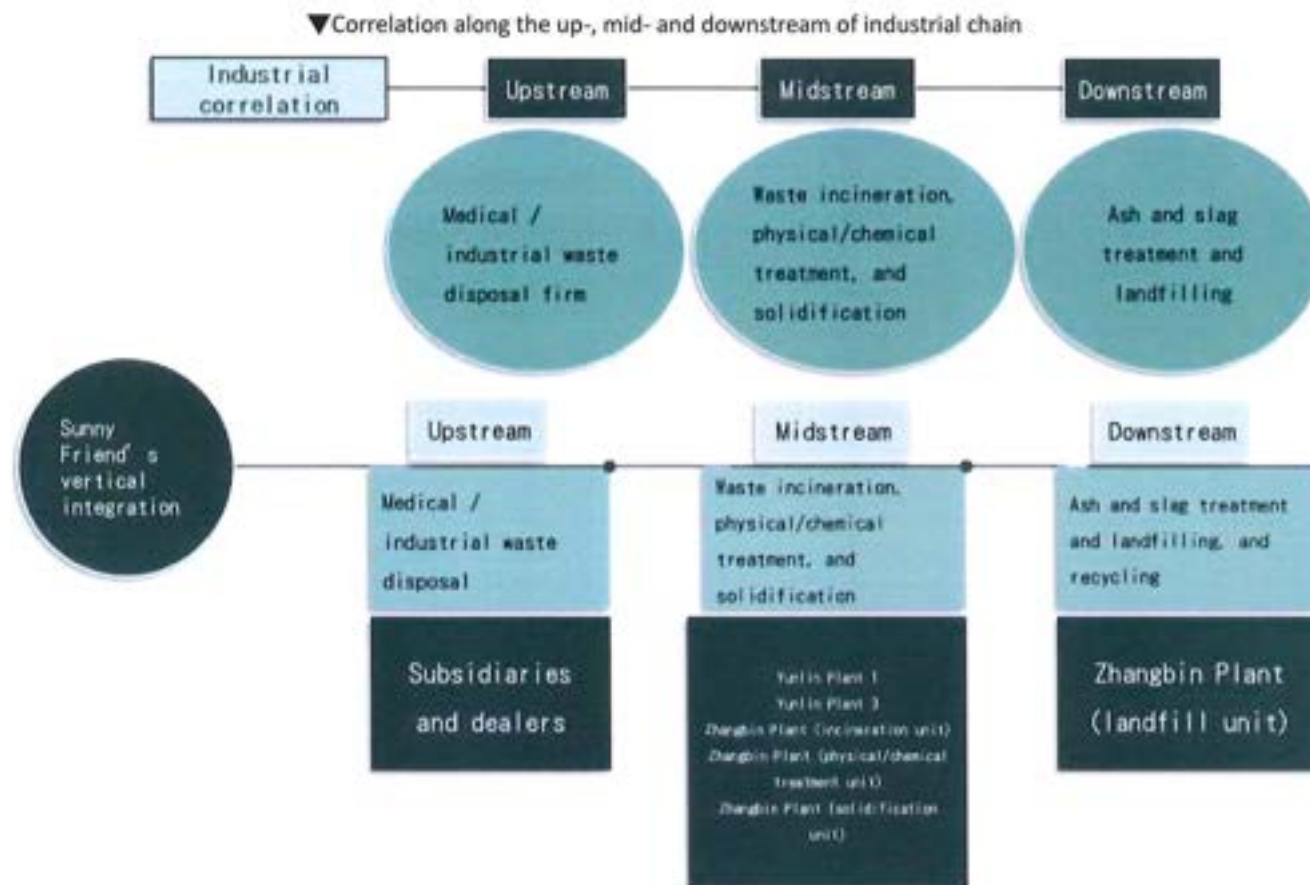 ▼Correlation along the up-, mid- and downstream of industrial chain
Industrial
correlation
Upstream
Midstream
Downstream
Medical /
industrial waste
disposal firm
Waste incineration,
physical/chemical
treatment, and
solidification
Ash and slag
treatment and
landfilling
Sunny
Friend's
vertical
integration
Upstream
Midstream
Downstream
Medical /
industrial waste
disposal
Waste incineration,
physical/chemical
treatment, and
solidification
Ash and slag treatment
and landfilling, and
recycling
Subsidiaries
and dealers
Yunlin Plant 1
Yunlin Plant 3
Zhangbin Plant (incineration unit)
Zhangbin Plant (physical/chemical
treatment unit)
Zhangbin Plant (solidification
unit)
Zhangbin Plant
(landfill unit)